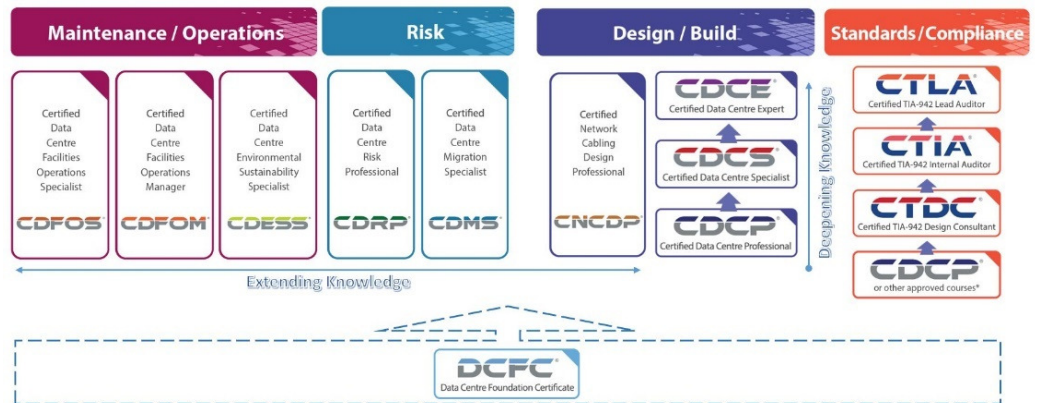 Maintenance / Operations
Risk
Design / Build
Standards/Compliance
Certified
Data
Centre
Facilities
Operations
Specialist
CDFOS®
Certified
Data
Centre
Facilities
Operations
Manager
CDFOM®
Certified
Data
Centre
Environmental
Sustainability
Specialist
CDESS®
Certified
Data
Centre
Risk
Professional
CDRP®
Certified
Data
Centre
Migration
Specialist
CDMS®
Certified
Network
Cabling
Design
Professional
CNCDP®
CDCE®
Certified Data Centre Expert
CDCS®
Certified Data Centre Specialist
CDCP®
Certified Data Centre Professional
Deepening Knowledge
CTLA®
Certified TIA-942 Lead Auditor
CTIA®
Certified TIA-942 Internal Auditor
CTDC®
Certified TIA-942 Design Consultant
CDCP®
or other approved courses*
Extending Knowledge
DCFC®
Data Centre Foundation Certificate